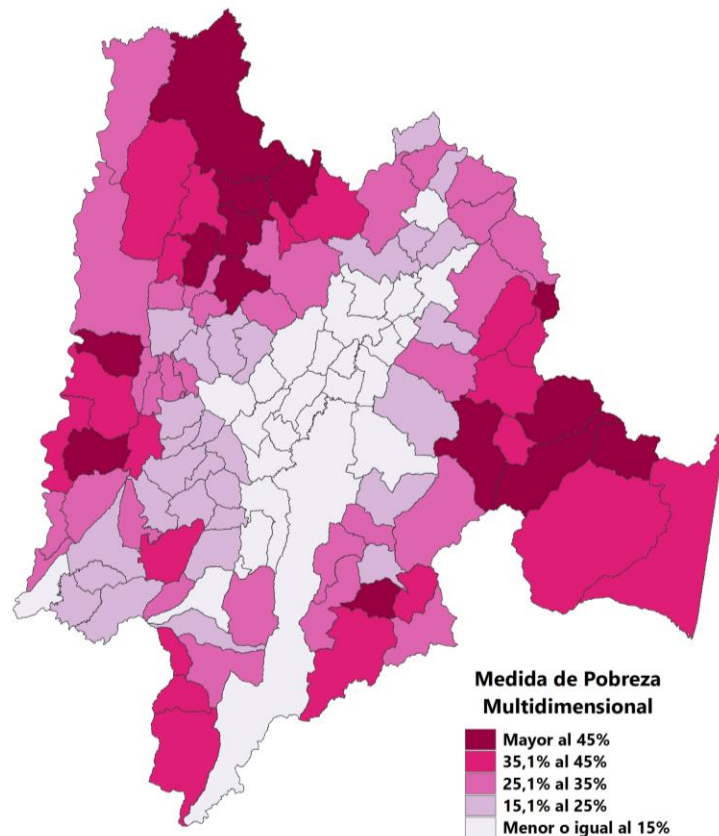 Medida de Pobreza
Multidimensional
Mayor al 45%
35,1% al 45%
25,1% al 35%
15,1% al 25%
Menor o igual al 15%